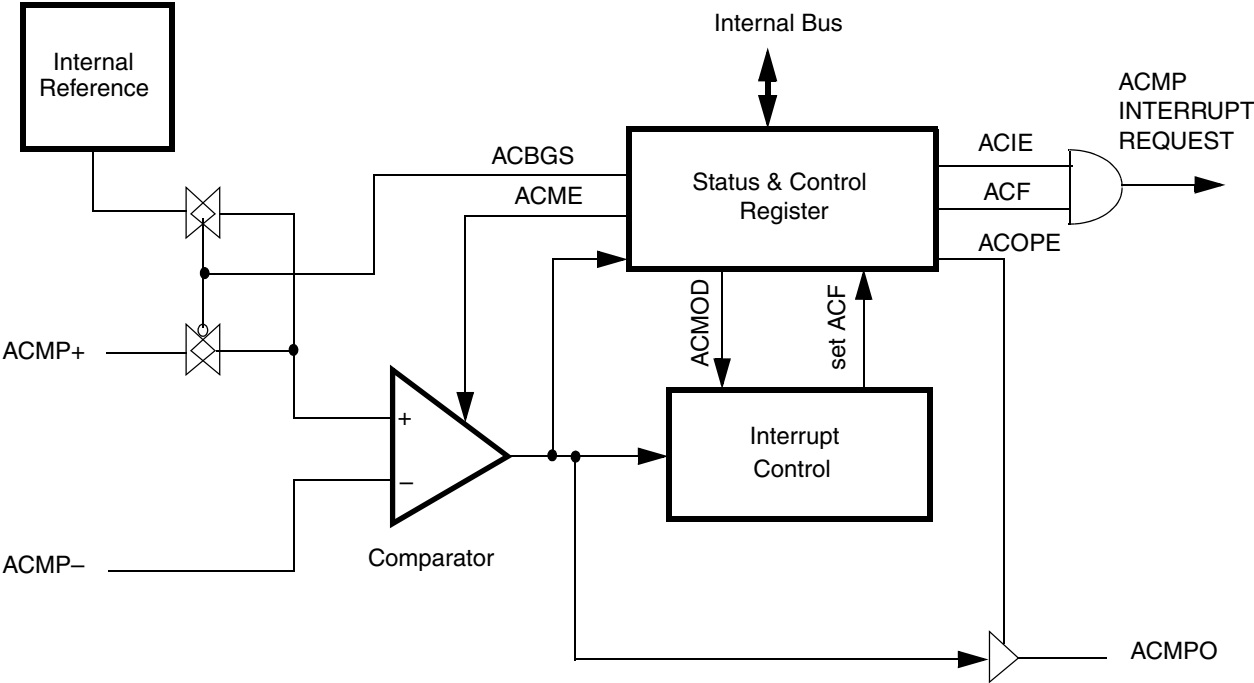 Internal Bus
Internal
Reference
ACMP
INTERRUPT
REQUEST
ACBGS
ACME
Status & Control
Register
ACIE
ACF
ACOPE
ACMOD
set ACF
ACMP+
+
–
Interrupt
Control
Comparator
ACMP–
ACMPO